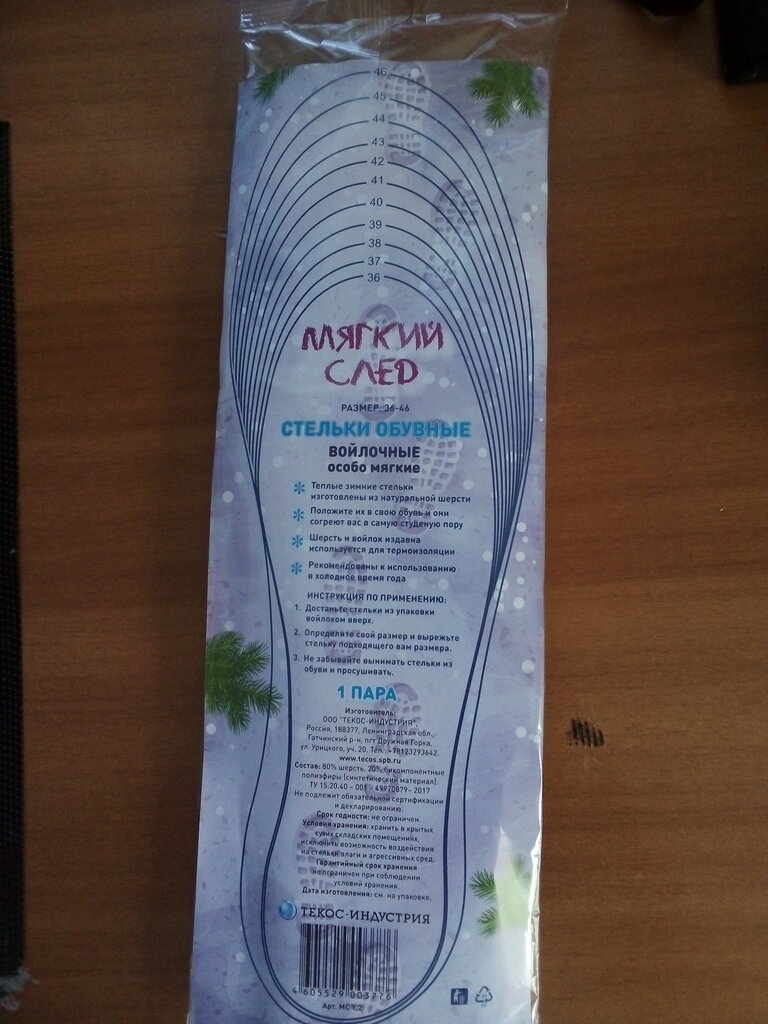 46
45
44
43
42
41
40
39
38
37
36
МЯГКИЙ
СЛЕД
РАЗМЕР: 36-46
СТЕЛЬКИ ОБУВНЫЕ
ВОЙЛОЧНЫЕ
особо мягкие
Теплые зимние стельки
изготовлены из натуральной шерсти
Положите их в свою обувь и они
согреют вас в самую студеную пору
Шерсть и войлок издавна
используется для термоизоляции
Рекомендованы к использованию
в холодное время года
ИНСТРУКЦИЯ ПО ПРИМЕНЕНИЮ:
1. Достаньте стельки из упаковки
войлоком вверх.
2. Определите свой размер и вырежьте
стельку подходящего вам размера.
3. Не забывайте вынимать стельки из
обуви и просушивать.
1 ПАРА
Изготовитель:
ООО "ТЕКОС-ИНДУСТРИЯ",
Россия, 188377, Ленинградская обл.,
Гатчинский р-н, пгт Дружная Горка,
ул. Урицкого, уч. 20. Тел.: +78123293642.
www.tecos.spb.ru
Состав: 80% шерсть, 20% бикомпонентные
полиэфиры (синтетический материал).
ТУ 15.20.40 – 001 – 49970879– 2017
Не подлежит обязательной сертификации
и декларированию.
Срок годности: не ограничен.
Условия хранения: хранить в крытых
сухих складских помещениях,
исключить возможность воздействия
на стельки влаги и агрессивных сред.
Гарантийный срок хранения
не ограничен при соблюдении
условий хранения.
Дата изготовления: см. на упаковке.
ТЕКОС-ИНДУСТРИЯ
4 605529 003776
Арт. МС 1.2